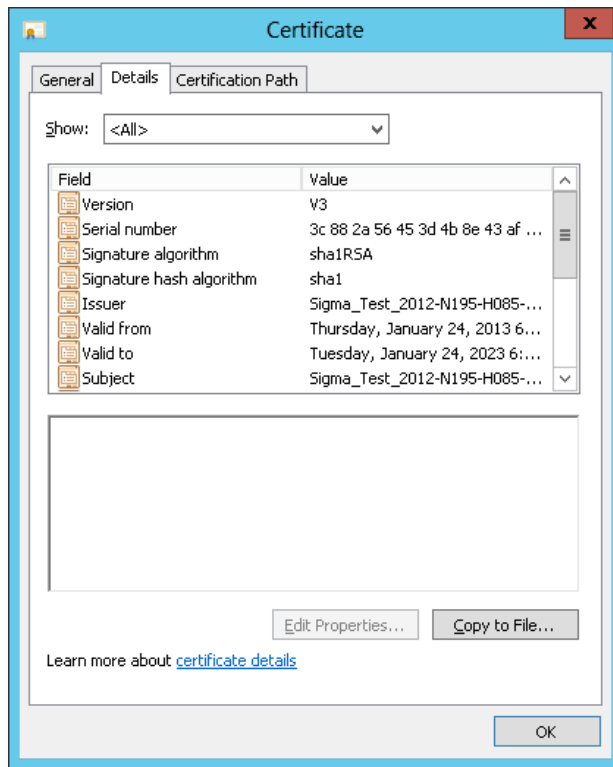 Certificate
x
General Details Certification Path
Show: <All>
Field Value
Version V3
Serial number 3c 88 2a 56 45 3d 4b 8e 43 af ...
Signature algorithm sha1RSA
Signature hash algorithm sha1
Issuer Sigma_Test_2012-N195-H085-...
Valid from Thursday, January 24, 2013 6...
Valid to Tuesday, January 24, 2023 6:...
Subject Sigma_Test_2012-N195-H085-...
Edit Properties... Copy to File...
Learn more about certificate details
OK